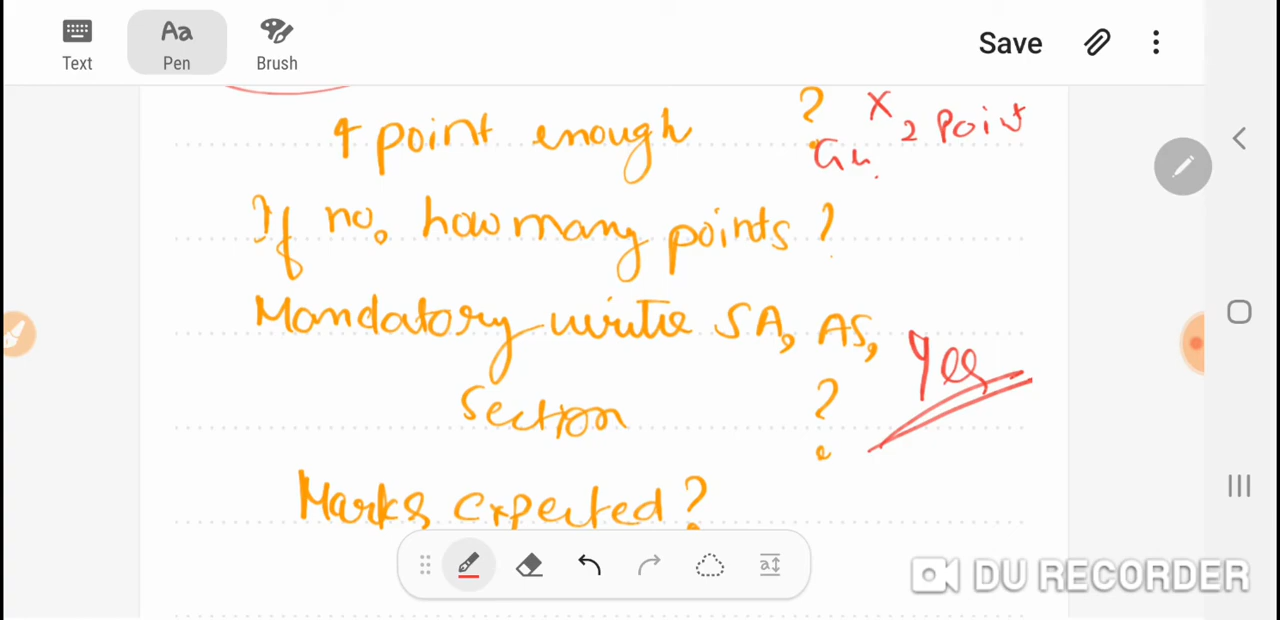 Text
Pen
Brush
Save
1 point enough ? X 2 Point
If no, how many points ?
Mandatory write SA, AS, Yes
Section ?
Marks expected ?
DU RECORDER